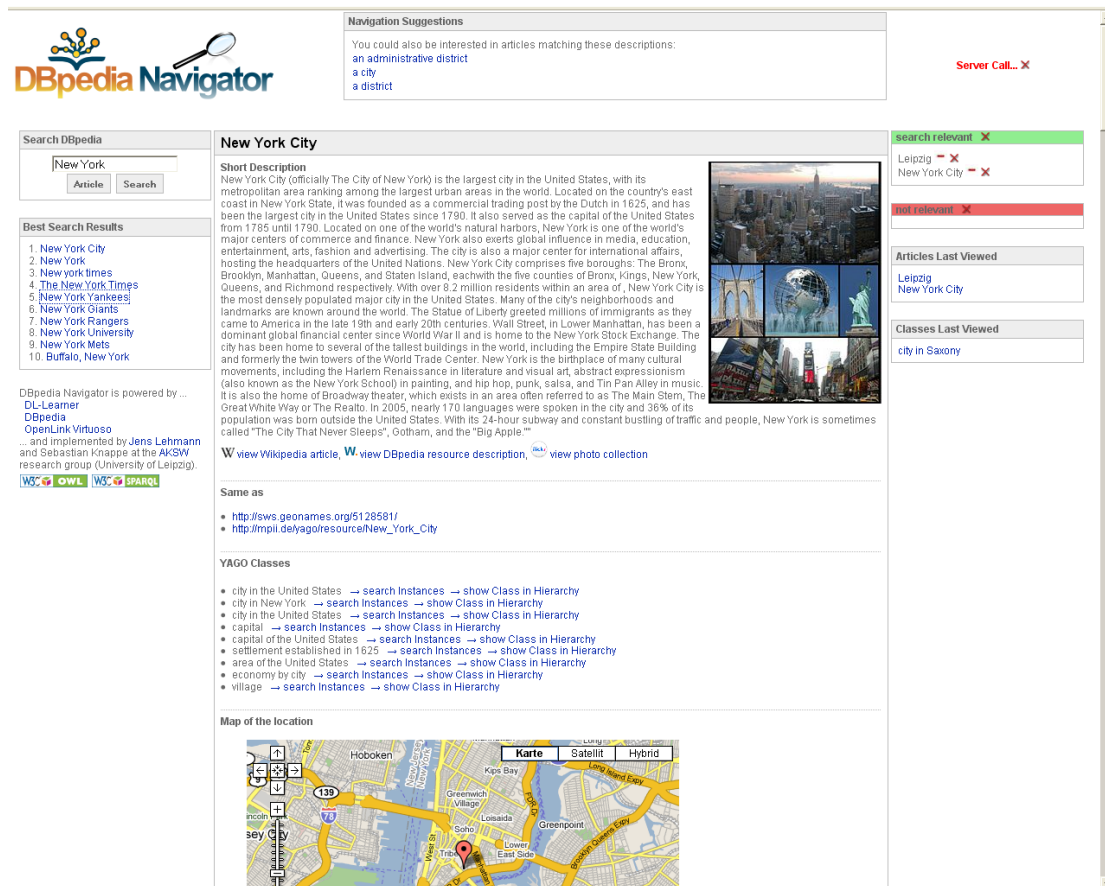 DBpedia Navigator
Navigation Suggestions
You could also be interested in articles matching these descriptions:
an administrative district
a city
a district
Server Call...
Search DBpedia
New York
Article Search
Best Search Results
1. New York City
2. New York
3. New york times
4. The New York Times
5. New York Yankees
6. New York Giants
7. New York Rangers
8. New York University
9. New York Mets
10. Buffalo, New York
DBpedia Navigator is powered by ...
DL-Learner
DBpedia
OpenLink Virtuoso
... and implemented by Jens Lehmann
and Sebastian Knappe at the AKSW
research group (University of Leipzig).
W3C OWL W3C SPARQL
New York City
Short Description
New York City (officially The City of New York) is the largest city in the United States, with its
metropolitan area ranking among the largest urban areas in the world. Located on the country's east
coast in New York State, it was founded as a commercial trading post by the Dutch in 1625, and has
been the largest city in the United States since 1790. It also served as the capital of the United States
from 1785 until 1790. Located on one of the world's natural harbors, New York is one of the world's
major centers of commerce and finance. New York also exerts global influence in media, education,
entertainment, arts, fashion and advertising. The city is also a major center for international affairs,
hosting the headquarters of the United Nations. New York City comprises five boroughs: The Bronx,
Brooklyn, Manhattan, Queens, and Staten Island, eachwith the five counties of Bronx, Kings, New York,
Queens, and Richmond respectively. With over 8.2 million residents within an area of , New York City is
the most densely populated major city in the United States. Many of the city's neighborhoods and
landmarks are known around the world. The Statue of Liberty greeted millions of immigrants as they
came to America in the late 19th and early 20th centuries. Wall Street, in Lower Manhattan, has been a
dominant global financial center since World War II and is home to the New York Stock Exchange. The
city has been home to several of the tallest buildings in the world, including the Empire State Building
and formerly the twin towers of the World Trade Center. New York is the birthplace of many cultural
movements, including the Harlem Renaissance in literature and visual art, abstract expressionism
(also known as the New York School) in painting, and hip hop, punk, salsa, and Tin Pan Alley in music.
It is also the home of Broadway theater, which exists in an area often referred to as The Main Stem, The
Great White Way or The Realto. In 2005, nearly 170 languages were spoken in the city and 36% of its
population was born outside the United States. With its 24-hour subway and constant bustling of traffic and people, New York is sometimes
called "The City That Never Sleeps", Gotham, and the "Big Apple.""
W view Wikipedia article, W. view DBpedia resource description, flickr view photo collection
Same as
http://sws.geonames.org/5128581/
http://mpii.de/yago/resource/New_York_City
YAGO Classes
city in the United States → search Instances → show Class in Hierarchy
city in New York → search Instances → show Class in Hierarchy
city in the United States → search Instances → show Class in Hierarchy
capital → search Instances → show Class in Hierarchy
capital of the United States → search Instances → show Class in Hierarchy
settlement established in 1625 → search Instances → show Class in Hierarchy
area of the United States → search Instances → show Class in Hierarchy
economy by city → search Instances → show Class in Hierarchy
village → search Instances → show Class in Hierarchy
Map of the location
Karte Satellit Hybrid
Hoboken
New Jersey
New York
Kips Bay
Long Island Expy
9
139
Greenwich
Village
FDR Dr
78
Loisaida
Greenpoint
Soho
West St
Lower
East Side
Brooklyn Queens Expy
search relevant
Leipzig
New York City
not relevant
Articles Last Viewed
Leipzig
New York City
Classes Last Viewed
city in Saxony